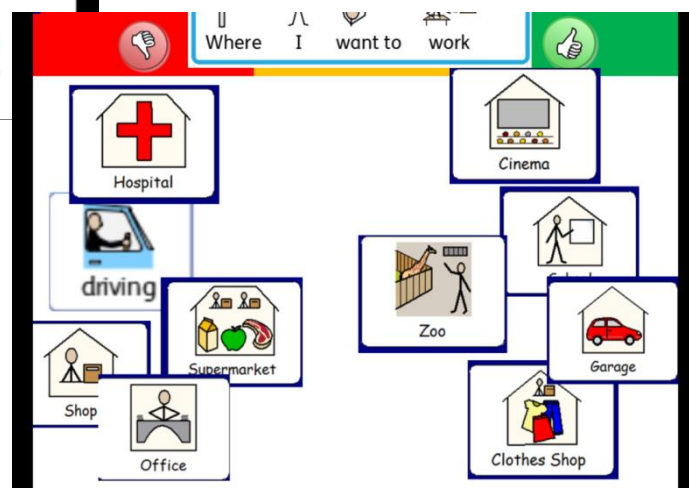 Where I want to work
Hospital
Cinema
driving
Zoo
Garage
Supermarket
Shop
Office
Clothes Shop